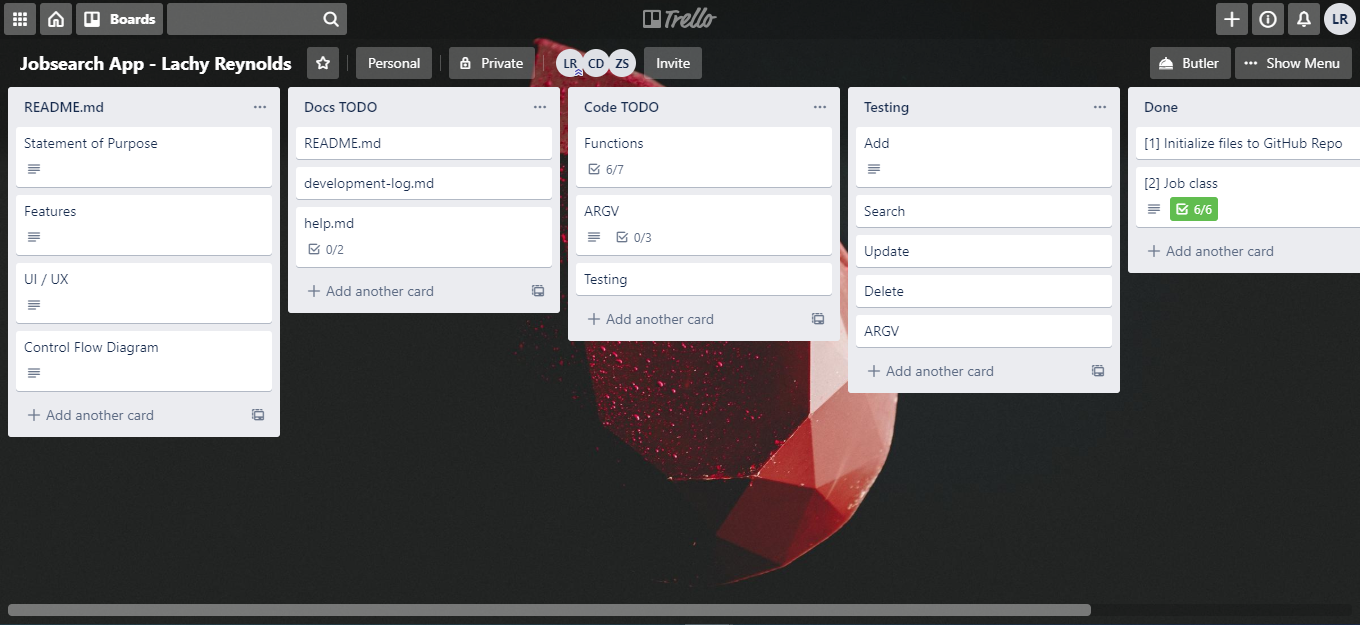 Boards
Trello
LR
Jobsearch App - Lachy Reynolds
Personal
Private
LR CD ZS
Invite
Butler
Show Menu
README.md
Statement of Purpose
Features
UI / UX
Control Flow Diagram
Add another card
Docs TODO
README.md
development-log.md
help.md
0/2
Add another card
Code TODO
Functions
6/7
ARGV
0/3
Testing
Add another card
Testing
Add
Search
Update
Delete
ARGV
Add another card
Done
[1] Initialize files to GitHub Repo
[2] Job class
6/6
Add another card